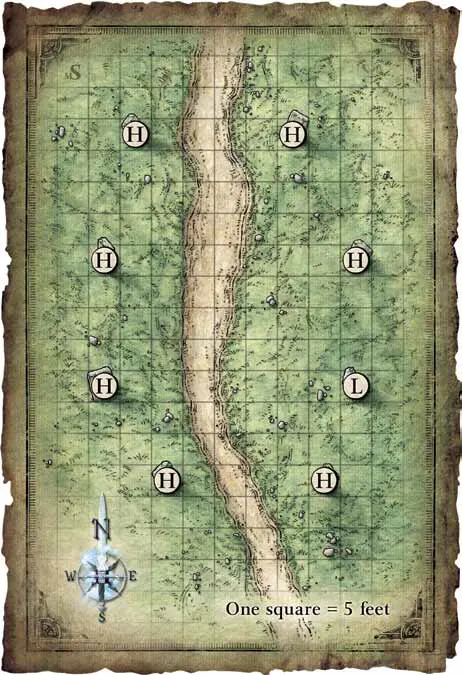 S
H H
H H
H L
H H
N
W E
S
One square = 5 feet